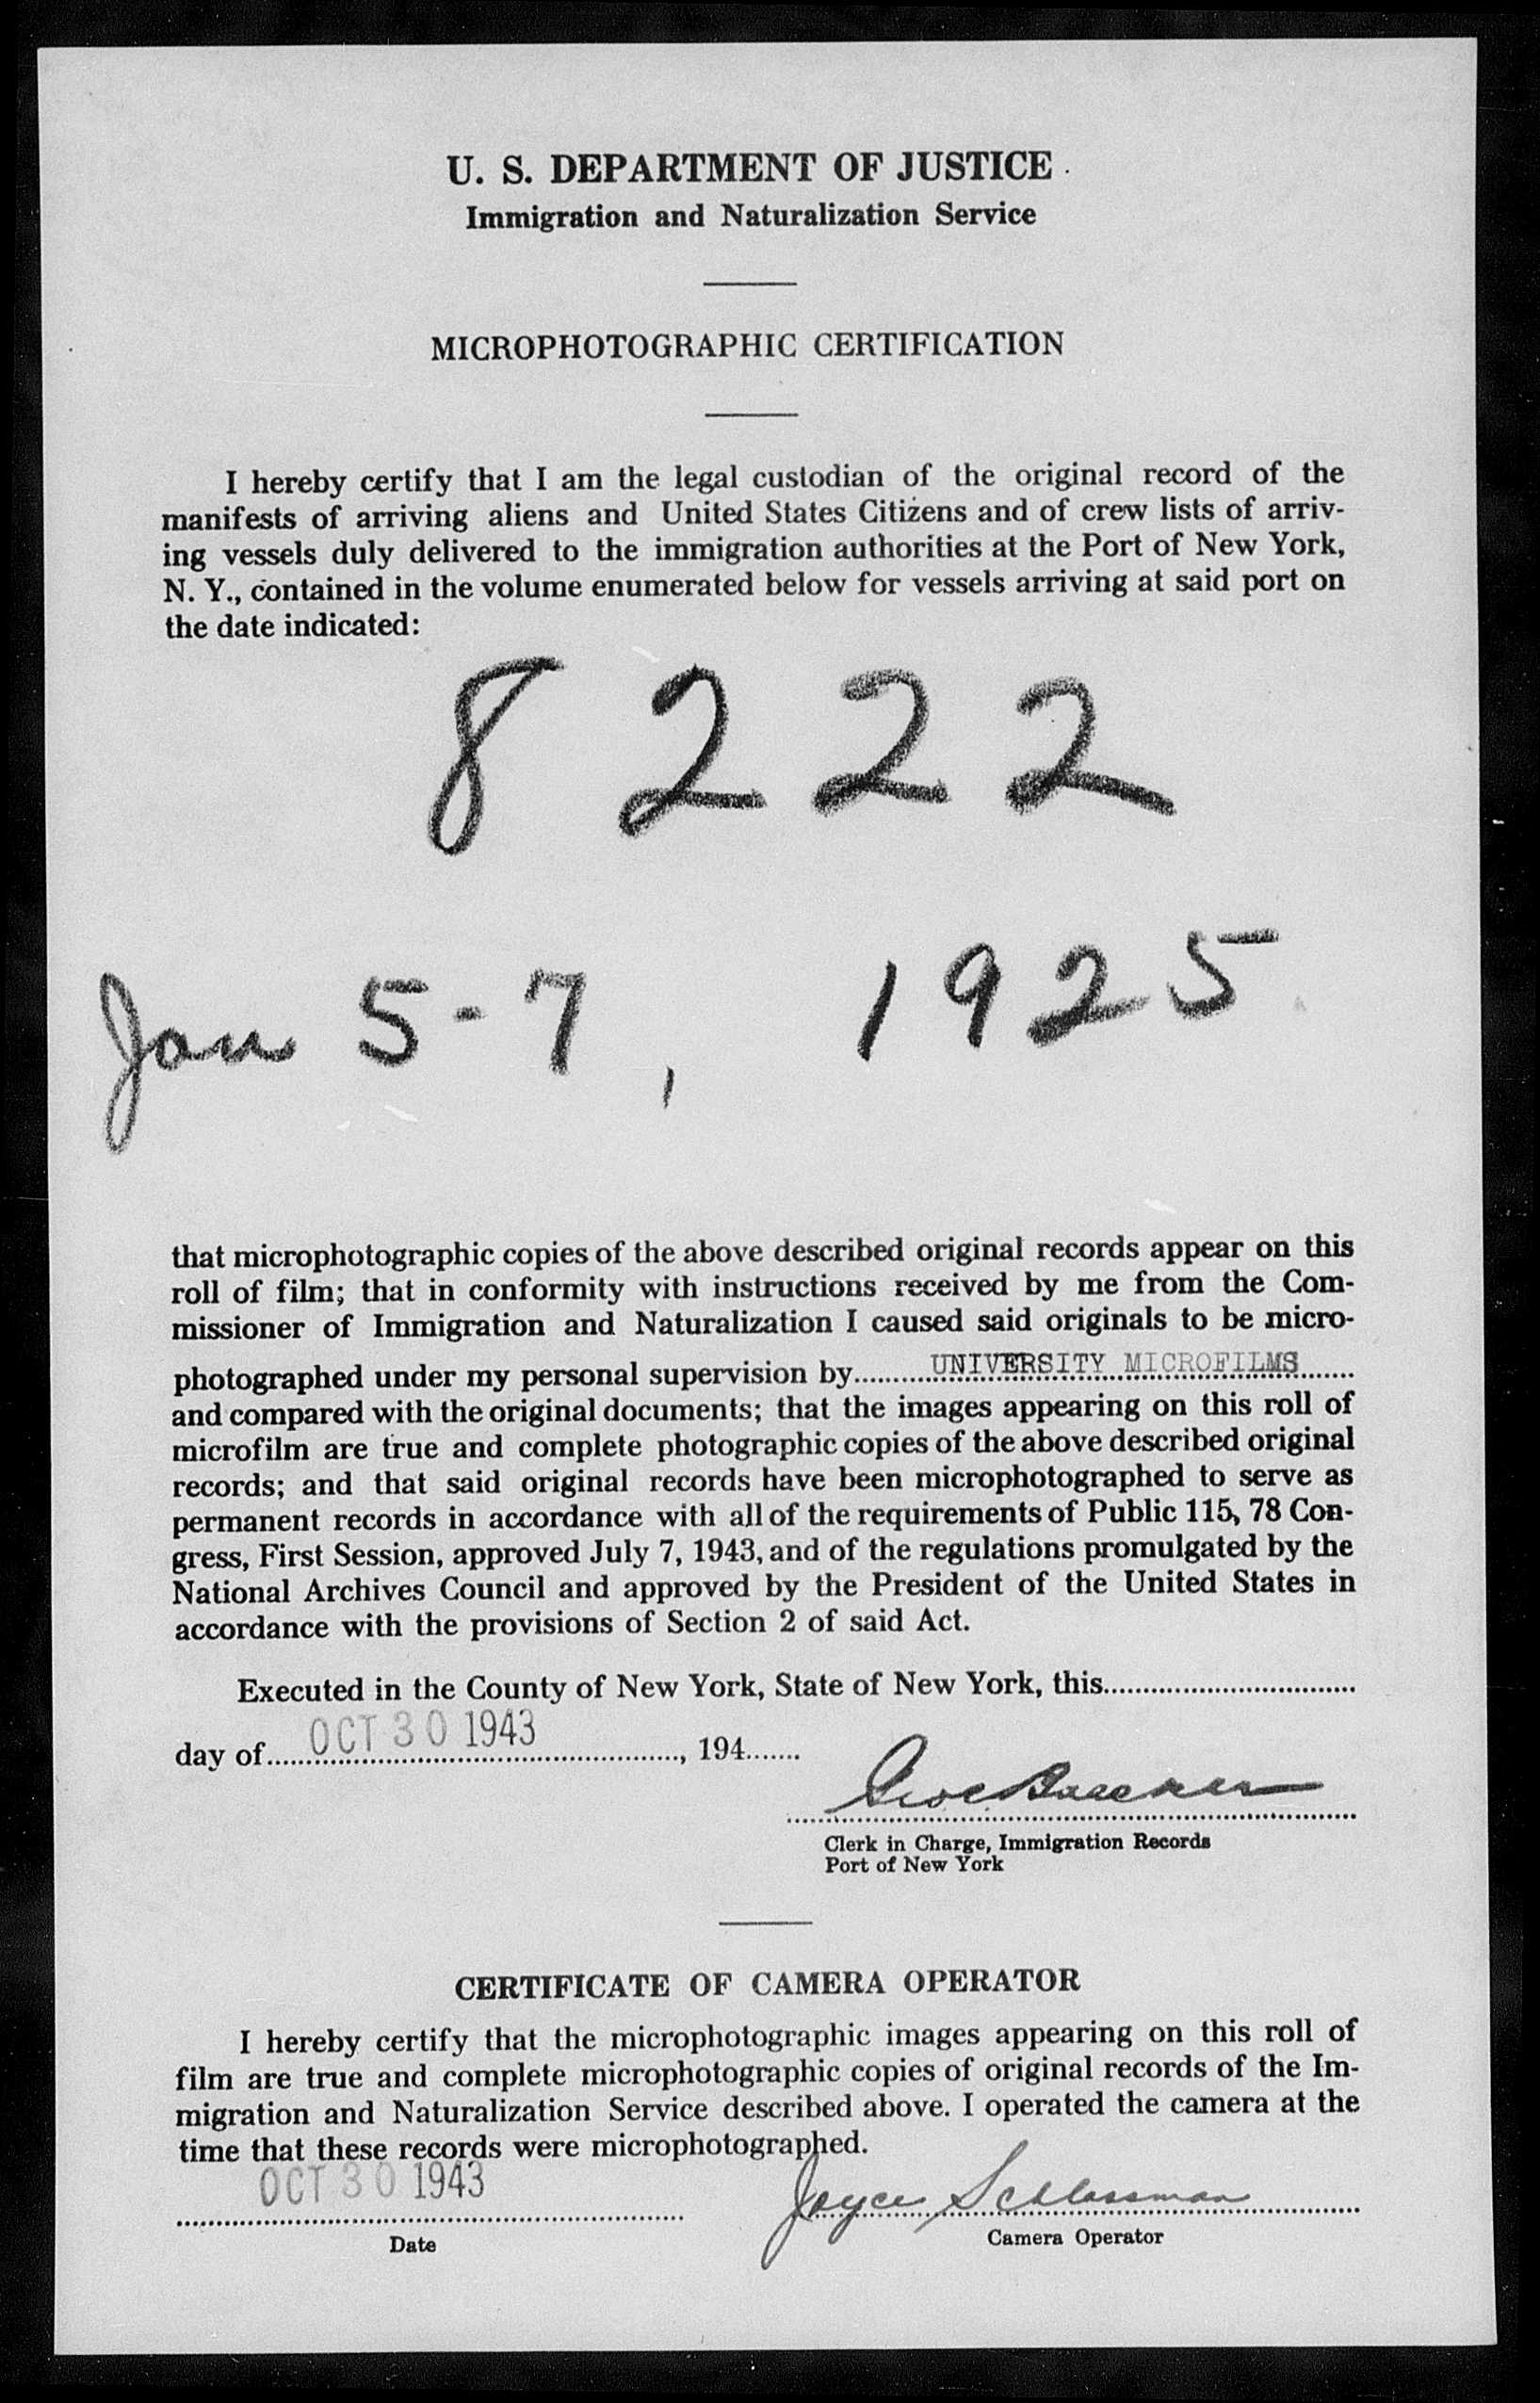 U. S. DEPARTMENT OF JUSTICE
Immigration and Naturalization Service
MICROPHOTOGRAPHIC CERTIFICATION
I hereby certify that I am the legal custodian of the original record of the
manifests of arriving aliens and United States Citizens and of crew lists of arriv-
ing vessels duly delivered to the immigration authorities at the Port of New York,
N. Y., contained in the volume enumerated below for vessels arriving at said port on
the date indicated:
8222
Jan 5-7, 1925
that microphotographic copies of the above described original records appear on this
roll of film; that in conformity with instructions received by me from the Com-
missioner of Immigration and Naturalization I caused said originals to be micro-
photographed under my personal supervision by UNIVERSITY MICROFILMS
and compared with the original documents; that the images appearing on this roll of
microfilm are true and complete photographic copies of the above described original
records; and that said original records have been microphotographed to serve as
permanent records in accordance with all of the requirements of Public 115, 78 Con-
gress, First Session, approved July 7, 1943, and of the regulations promulgated by the
National Archives Council and approved by the President of the United States in
accordance with the provisions of Section 2 of said Act.
Executed in the County of New York, State of New York, this
day of OCT 30 1943, 194
Clerk in Charge, Immigration Records
Port of New York
CERTIFICATE OF CAMERA OPERATOR
I hereby certify that the microphotographic images appearing on this roll of
film are true and complete microphotographic copies of original records of the Im-
migration and Naturalization Service described above. I operated the camera at the
time that these records were microphotographed.
OCT 30 1943 Joyce Schlossman
Date Camera Operator